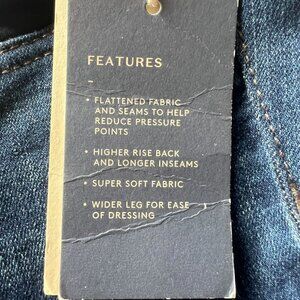 FEATURES
• FLATTENED FABRIC
AND SEAMS TO HELP
REDUCE PRESSURE
POINTS
• HIGHER RISE BACK
AND LONGER INSEAMS
• SUPER SOFT FABRIC
• WIDER LEG FOR EASE
OF DRESSING